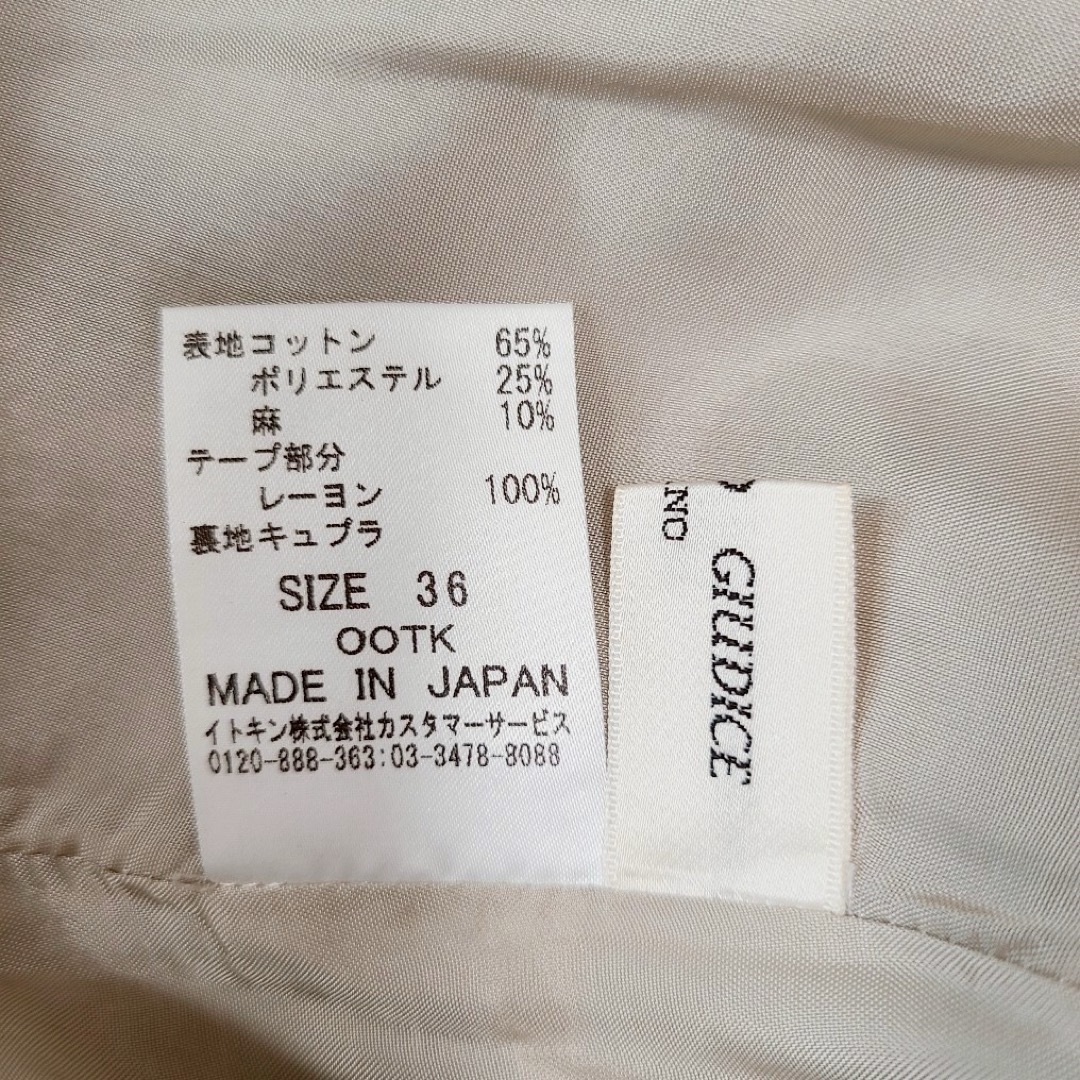 表地コットン 65%
ポリエステル 25%
麻 10%
テープ部分
レーヨン 100%
裏地キュプラ
SIZE 36
OOTK
MADE IN JAPAN
イトキン株式会社カスタマーサービス
0120-888-363:03-3478-8088
GIUDICE